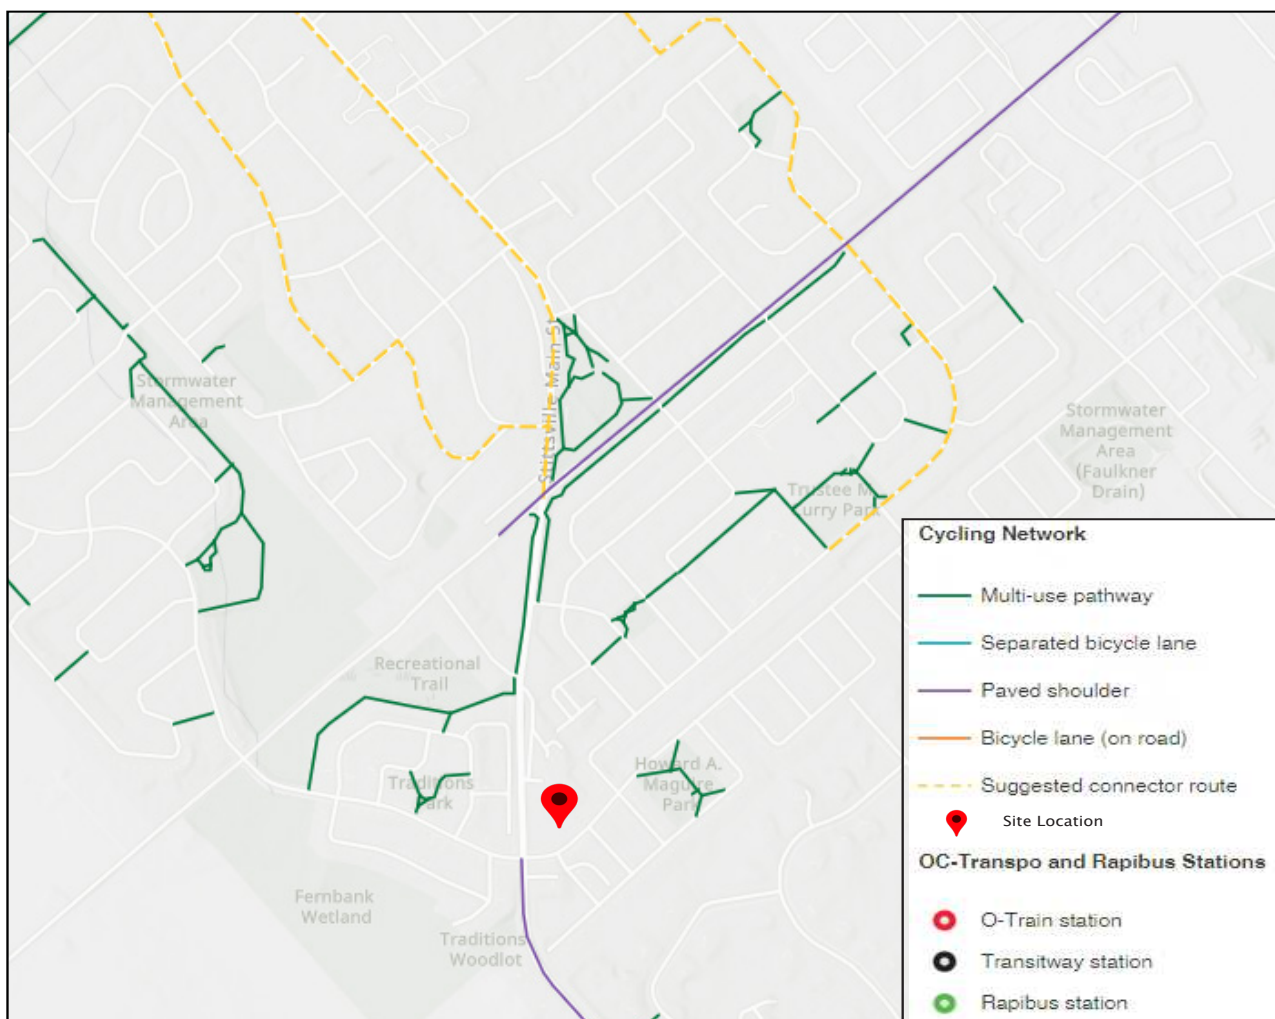 Stittsville Main St
Stormwater
Management
Area
Stormwater
Management
Area
(Faulkner
Drain)
Trustee M.
Curry Park
Recreational
Trail
Howard A.
Maguire
Park
Traditions
Park
Fernbank
Wetland
Traditions
Woodlot
Cycling Network
Multi-use pathway
Separated bicycle lane
Paved shoulder
Bicycle lane (on road)
Suggested connector route
Site Location
OC-Transpo and Rapibus Stations
O-Train station
Transitway station
Rapibus station